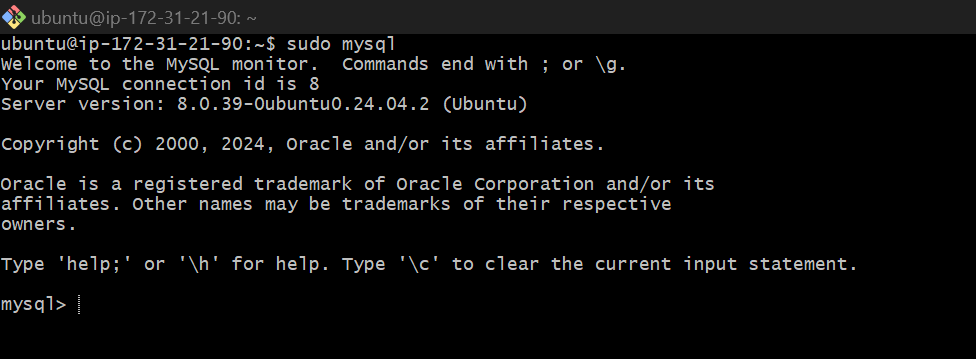 ubuntu@ip-172-31-21-90: ~
ubuntu@ip-172-31-21-90:~$ sudo mysql
Welcome to the MySQL monitor.  Commands end with ; or \g.
Your MySQL connection id is 8
Server version: 8.0.39-0ubuntu0.24.04.2 (Ubuntu)
Copyright (c) 2000, 2024, Oracle and/or its affiliates.
Oracle is a registered trademark of Oracle Corporation and/or its
affiliates. Other names may be trademarks of their respective
owners.
Type 'help;' or '\h' for help. Type '\c' to clear the current input statement.
mysql>